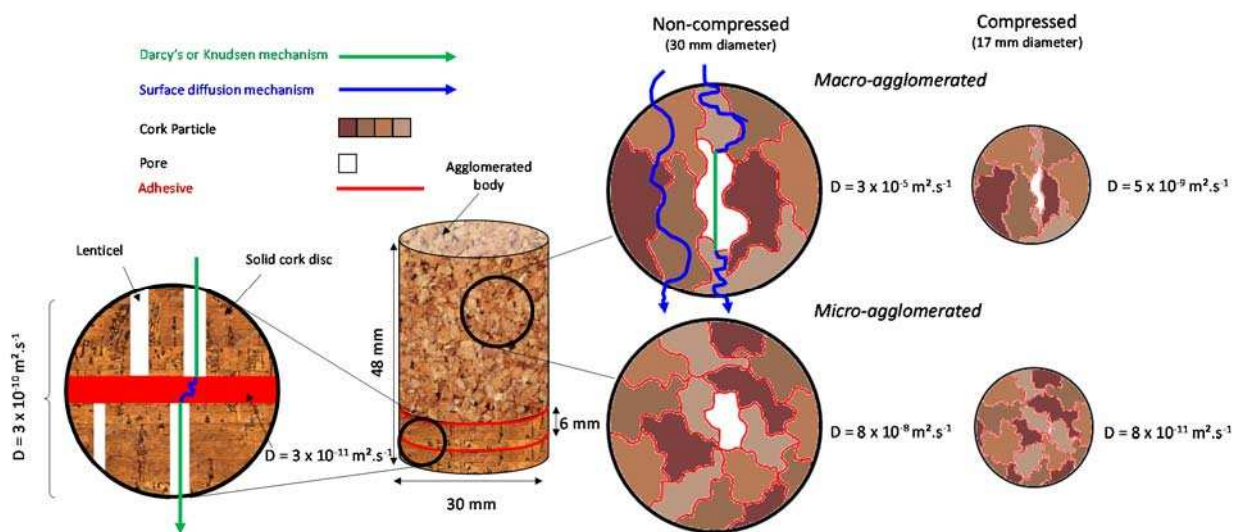 Non-compressed
(30 mm diameter)
Compressed
(17 mm diameter)
Darcy's or Knudsen mechanism
Surface diffusion mechanism
Cork Particle
Pore
Adhesive
Macro-agglomerated
Agglomerated
body
D = 3 x 10⁻⁵ m².s⁻¹
D = 5 x 10⁻⁹ m².s⁻¹
Lenticel
Solid cork disc
Micro-agglomerated
48 mm
6 mm
30 mm
D = 3 x 10⁻¹⁰ m².s⁻¹
D = 3 x 10⁻¹¹ m².s⁻¹
D = 8 x 10⁻⁸ m².s⁻¹
D = 8 x 10⁻¹¹ m².s⁻¹